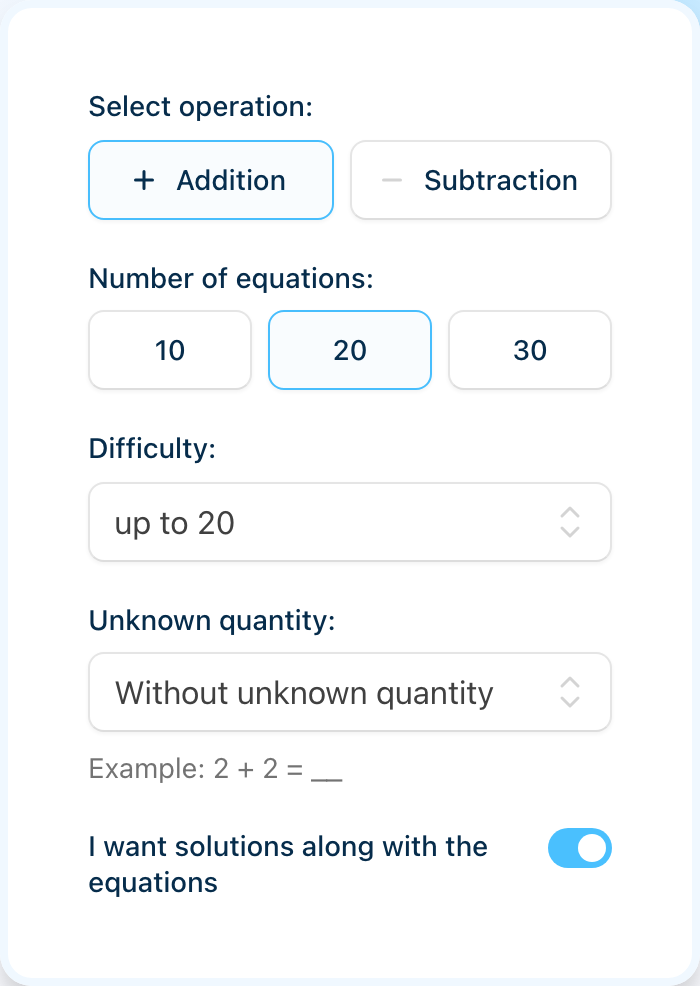 Select operation:
+ Addition
− Subtraction
Number of equations:
10
20
30
Difficulty:
up to 20
Unknown quantity:
Without unknown quantity
Example: 2 + 2 = __
I want solutions along with the
equations